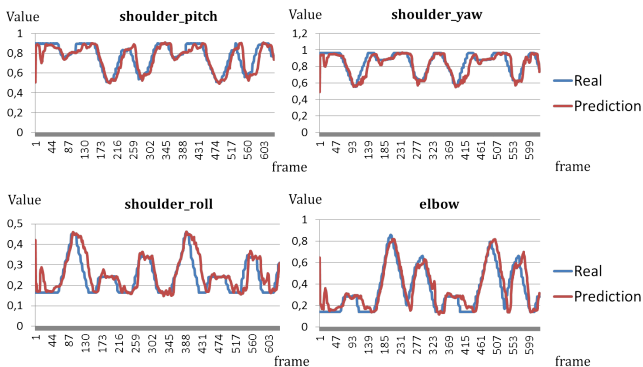 Value
shoulder_pitch
1
0,8
0,6
0,4
0,2
0
1 44 87 130 173 216 259 302 345 388 431 474 517 560 603
frame
Value
shoulder_yaw
1,2
1
0,8
0,6
0,4
0,2
0
1 47 93 139 185 231 277 323 369 415 461 507 553 599
frame
Real
Prediction
Value
shoulder_roll
0,5
0,4
0,3
0,2
0,1
0
1 44 87 130 173 216 259 302 345 388 431 474 517 560 603
frame
Value
elbow
1
0,8
0,6
0,4
0,2
0
1 47 93 139 185 231 277 323 369 415 461 507 553 599
frame
Real
Prediction